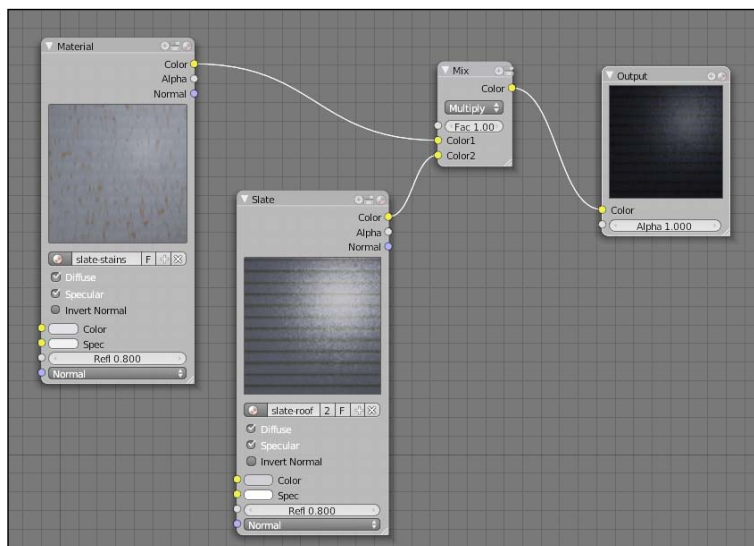 Material
Color
Alpha
Normal
slate-stains F
Diffuse
Specular
Invert Normal
Color
Spec
Refl 0.800
Normal
Slate
Color
Alpha
Normal
slate-roof 2 F
Diffuse
Specular
Invert Normal
Color
Spec
Refl 0.800
Normal
Mix
Color
Multiply
Fac 1.00
Color1
Color2
Output
Color
Alpha 1.000